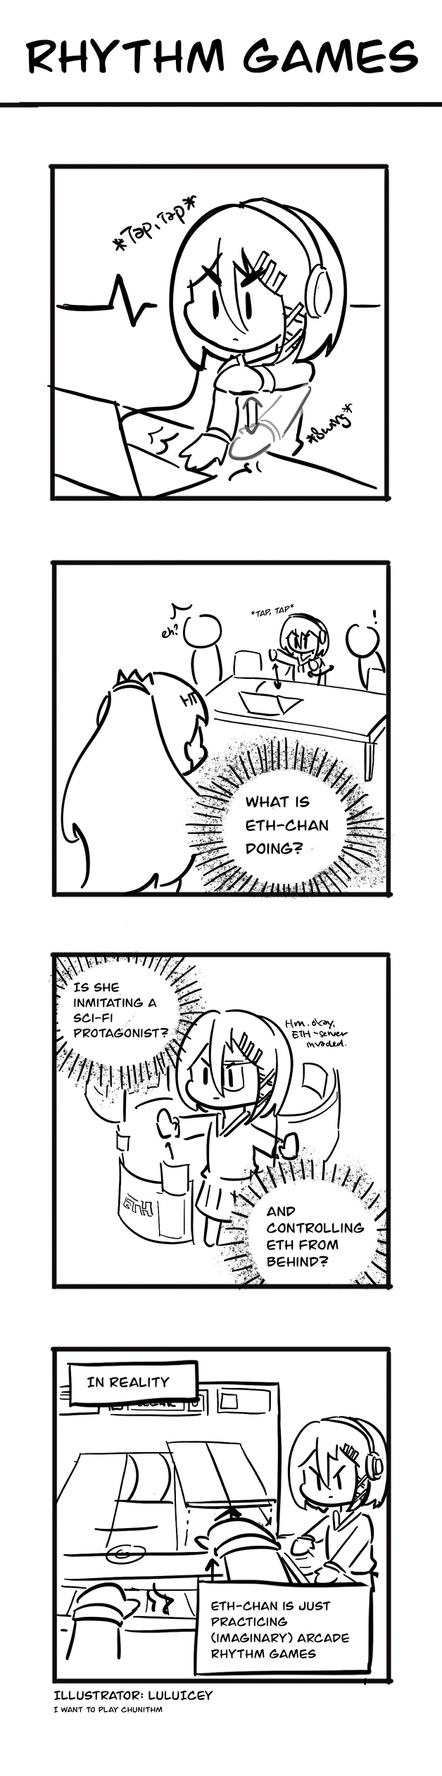 RHYTHM GAMES
*Tap, Tap*
*Swing*
eh?
*TAP, TAP*
!
WHAT IS
ETH-CHAN
DOING?
IS SHE
INMITATING A
SCI-FI
PROTAGONIST?
Hm. okay,
ETH-server
invaded.
ETH
AND
CONTROLLING
ETH FROM
BEHIND?
IN REALITY
ETH-CHAN IS JUST
PRACTICING
(IMAGINARY) ARCADE
RHYTHM GAMES
ILLUSTRATOR: LULUICEY
I WANT TO PLAY CHUNITHM